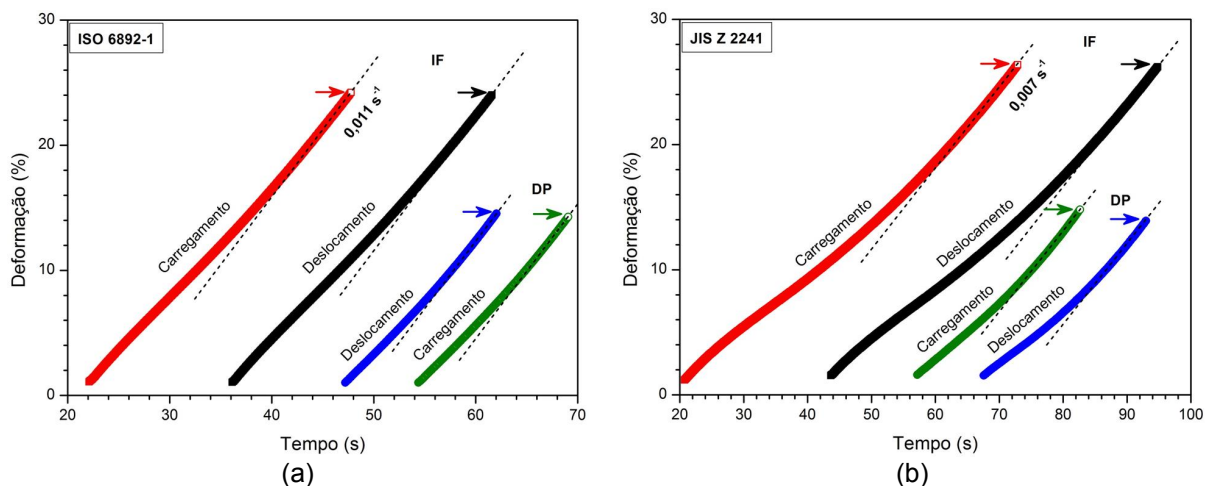 ISO 6892-1
IF
0,011 s⁻¹
DP
Carregamento
Deslocamento
Deslocamento
Carregamento
Deformação (%)
30
20
10
0
20 30 40 50 60 70
Tempo (s)
(a)
JIS Z 2241
IF
0,007 s⁻¹
DP
Carregamento
Deslocamento
Carregamento
Deslocamento
Deformação (%)
30
20
10
0
20 30 40 50 60 70 80 90 100
Tempo (s)
(b)